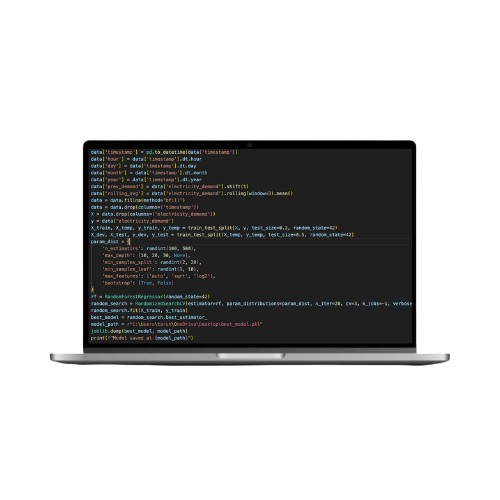 data["timestamp"] = pd.to_datetime(data['timestamp'])
data["hour"] = data['timestamp'].dt.hour
data["day"] = data['timestamp'].dt.day
data["month"] = data['timestamp'].dt.month
data["year"] = data['timestamp'].dt.year
data["prev_demand"] = data["electricity_demand"].shift(1)
data["rolling_avg"] = data["electricity_demand"].rolling(window=3).mean()
data = data.fillna(method='bfill')
data = data.drop(columns=['timestamp'])
X = data.drop(columns=["electricity_demand"])
y = data["electricity_demand"]
X_train, X_temp, y_train, y_temp = train_test_split(X, y, test_size=0.2, random_state=42)
X_dev, X_test, y_dev, y_test = train_test_split(X_temp, y_temp, test_size=0.5, random_state=42)
param_dist = {
'n_estimators': randint(100, 500),
'max_depth': [10, 20, 30, None],
'min_samples_split': randint(2, 20),
'min_samples_leaf': randint(1, 10),
'max_features': ['auto', 'sqrt', 'log2'],
'bootstrap': [True, False]
}
rf = RandomForestRegressor(random_state=42)
random_search = RandomizedSearchCV(estimator=rf, param_distributions=param_dist, n_iter=20, cv=3, n_jobs=-1, verbose
random_search.fit(X_train, y_train)
best_model = random_search.best_estimator_
model_path = r"C:\Users\
joblib.dump(best_model, model_path)
print(f"Model saved at {model_path}")